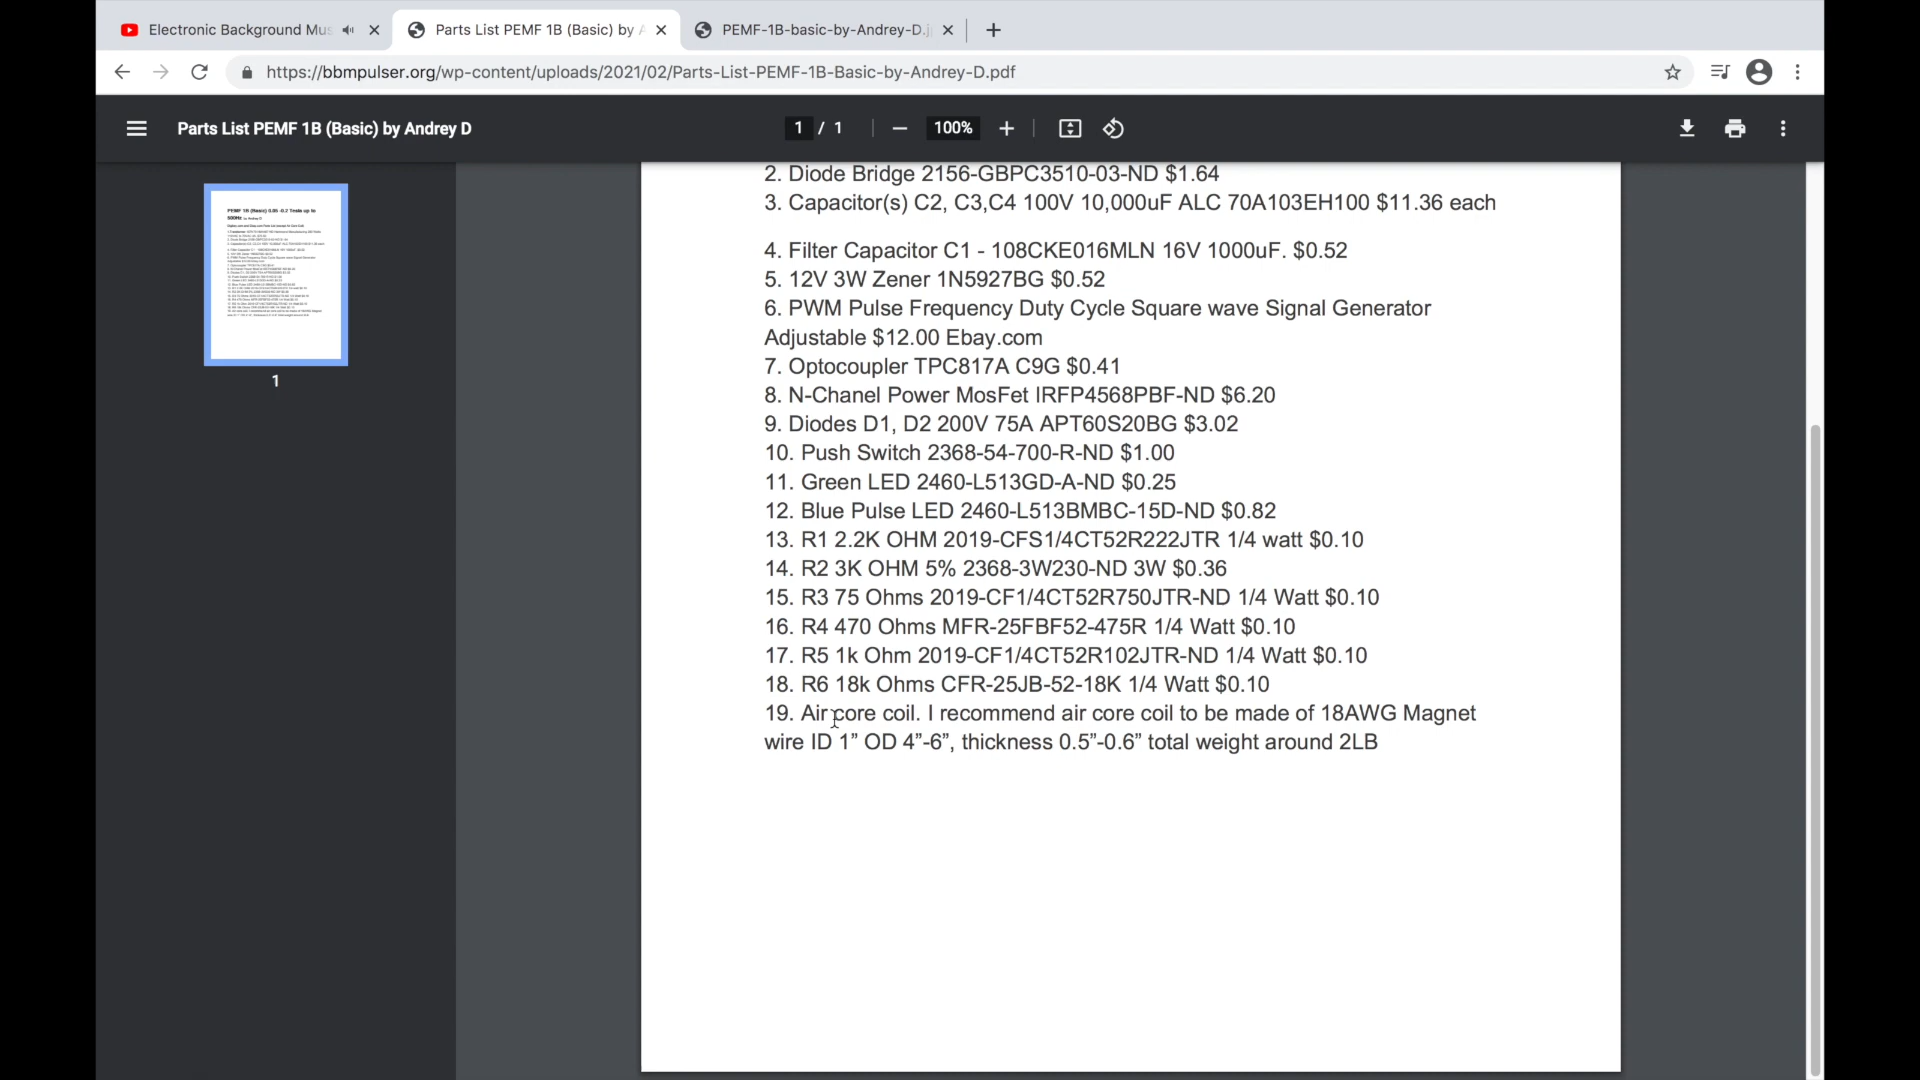 Electronic Background Mus
Parts List PEMF 1B (Basic) by A
PEMF-1B-basic-by-Andrey-D.j
https://bbmpulser.org/wp-content/uploads/2021/02/Parts-List-PEMF-1B-Basic-by-Andrey-D.pdf
Parts List PEMF 1B (Basic) by Andrey D
1 / 1
100%
1
2. Diode Bridge 2156-GBPC3510-03-ND $1.64
3. Capacitor(s) C2, C3,C4 100V 10,000uF ALC 70A103EH100 $11.36 each
4. Filter Capacitor C1 - 108CKE016MLN 16V 1000uF. $0.52
5. 12V 3W Zener 1N5927BG $0.52
6. PWM Pulse Frequency Duty Cycle Square wave Signal Generator
Adjustable $12.00 Ebay.com
7. Optocoupler TPC817A C9G $0.41
8. N-Chanel Power MosFet IRFP4568PBF-ND $6.20
9. Diodes D1, D2 200V 75A APT60S20BG $3.02
10. Push Switch 2368-54-700-R-ND $1.00
11. Green LED 2460-L513GD-A-ND $0.25
12. Blue Pulse LED 2460-L513BMBC-15D-ND $0.82
13. R1 2.2K OHM 2019-CFS1/4CT52R222JTR 1/4 watt $0.10
14. R2 3K OHM 5% 2368-3W230-ND 3W $0.36
15. R3 75 Ohms 2019-CF1/4CT52R750JTR-ND 1/4 Watt $0.10
16. R4 470 Ohms MFR-25FBF52-475R 1/4 Watt $0.10
17. R5 1k Ohm 2019-CF1/4CT52R102JTR-ND 1/4 Watt $0.10
18. R6 18k Ohms CFR-25JB-52-18K 1/4 Watt $0.10
19. Air core coil. I recommend air core coil to be made of 18AWG Magnet
wire ID 1” OD 4”-6”, thickness 0.5”-0.6” total weight around 2LB